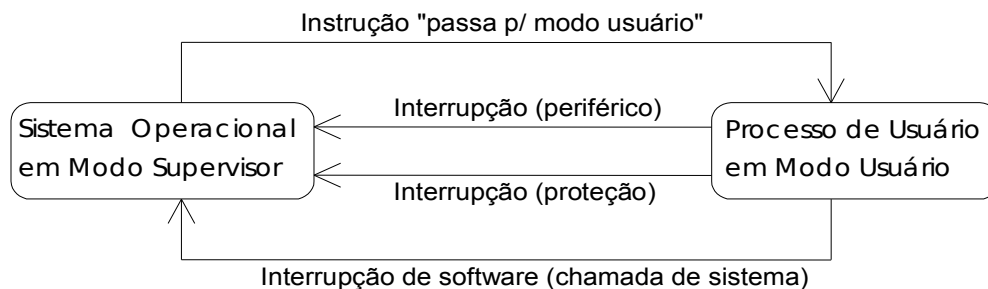 Instrução "passa p/ modo usuário"
Interrupção (periférico)
Sistema Operacional
em Modo Supervisor
Processo de Usuário
em Modo Usuário
Interrupção (proteção)
Interrupção de software (chamada de sistema)